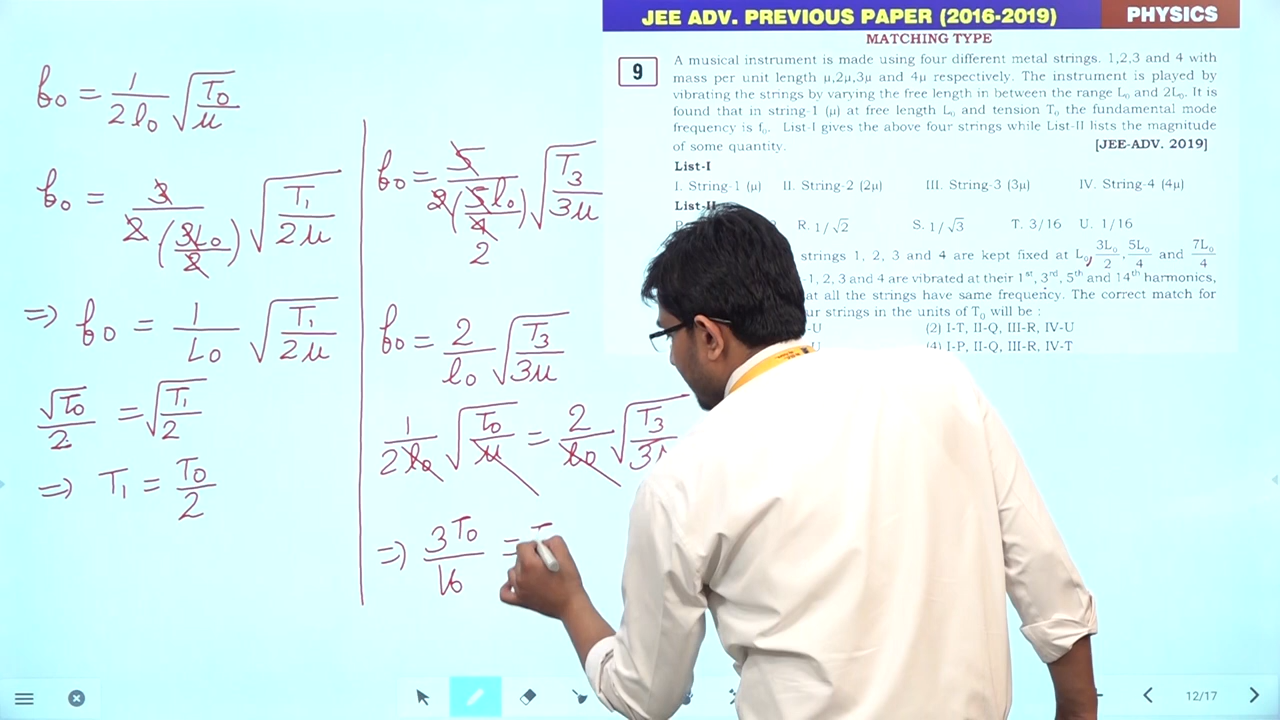 JEE ADV. PREVIOUS PAPER (2016-2019) PHYSICS
MATCHING TYPE
9
A musical instrument is made using four different metal strings. 1,2,3 and 4 with
mass per unit length μ,2μ,3μ and 4μ respectively. The instrument is played by
vibrating the strings by varying the free length in between the range L₀ and 2L₀. It is
found that in string-1 (μ) at free length L₀ and tension T₀ the fundamental mode
frequency is f₀. List-I gives the above four strings while List-II lists the magnitude
of some quantity. [JEE-ADV. 2019]
List-I
I. String-1 (μ) II. String-2 (2μ) III. String-3 (3μ) IV. String-4 (4μ)
List-II
R. 1/√2 S. 1/√3 T. 3/16 U. 1/16
strings 1, 2, 3 and 4 are kept fixed at L₀, 3L₀/2, 5L₀/4 and 7L₀/4
1, 2, 3 and 4 are vibrated at their 1st, 3rd, 5th and 14th harmonics,
at all the strings have same frequency. The correct match for
strings in the units of T₀ will be :
-U (2) I-T, II-Q, III-R, IV-U
(4) I-P, II-Q, III-R, IV-T
f₀ = 1/2l₀ √T₀/μ
f₀ = 3/2(3L₀/2) √T₁/2μ
⇒ f₀ = 1/L₀ √T₁/2μ
√T₀/2 = √T₁/2
⇒ T₁ = T₀/2
f₀ = 5/2(5l₀/4) √T₃/3μ
2
f₀ = 2/l₀ √T₃/3μ
1/2l₀ √T₀/μ = 2/l₀ √T₃/3μ
⇒ 3T₀/16 =
12/17